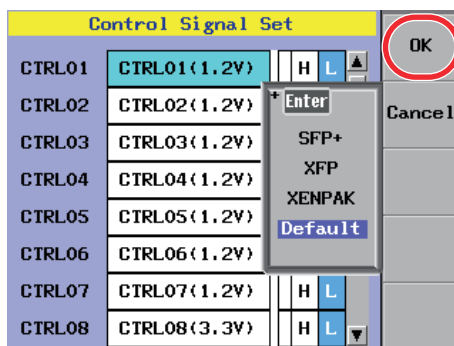 Control Signal Set
OK
CTRL01 CTRL01(1.2V) H L
CTRL02 CTRL02(1.2V)
+ Enter
Cancel
CTRL03 CTRL03(1.2V)
SFP+
CTRL04 CTRL04(1.2V)
XFP
XENPAK
CTRL05 CTRL05(1.2V)
Default
CTRL06 CTRL06(1.2V)
CTRL07 CTRL07(1.2V) H L
CTRL08 CTRL08(3.3V) H L